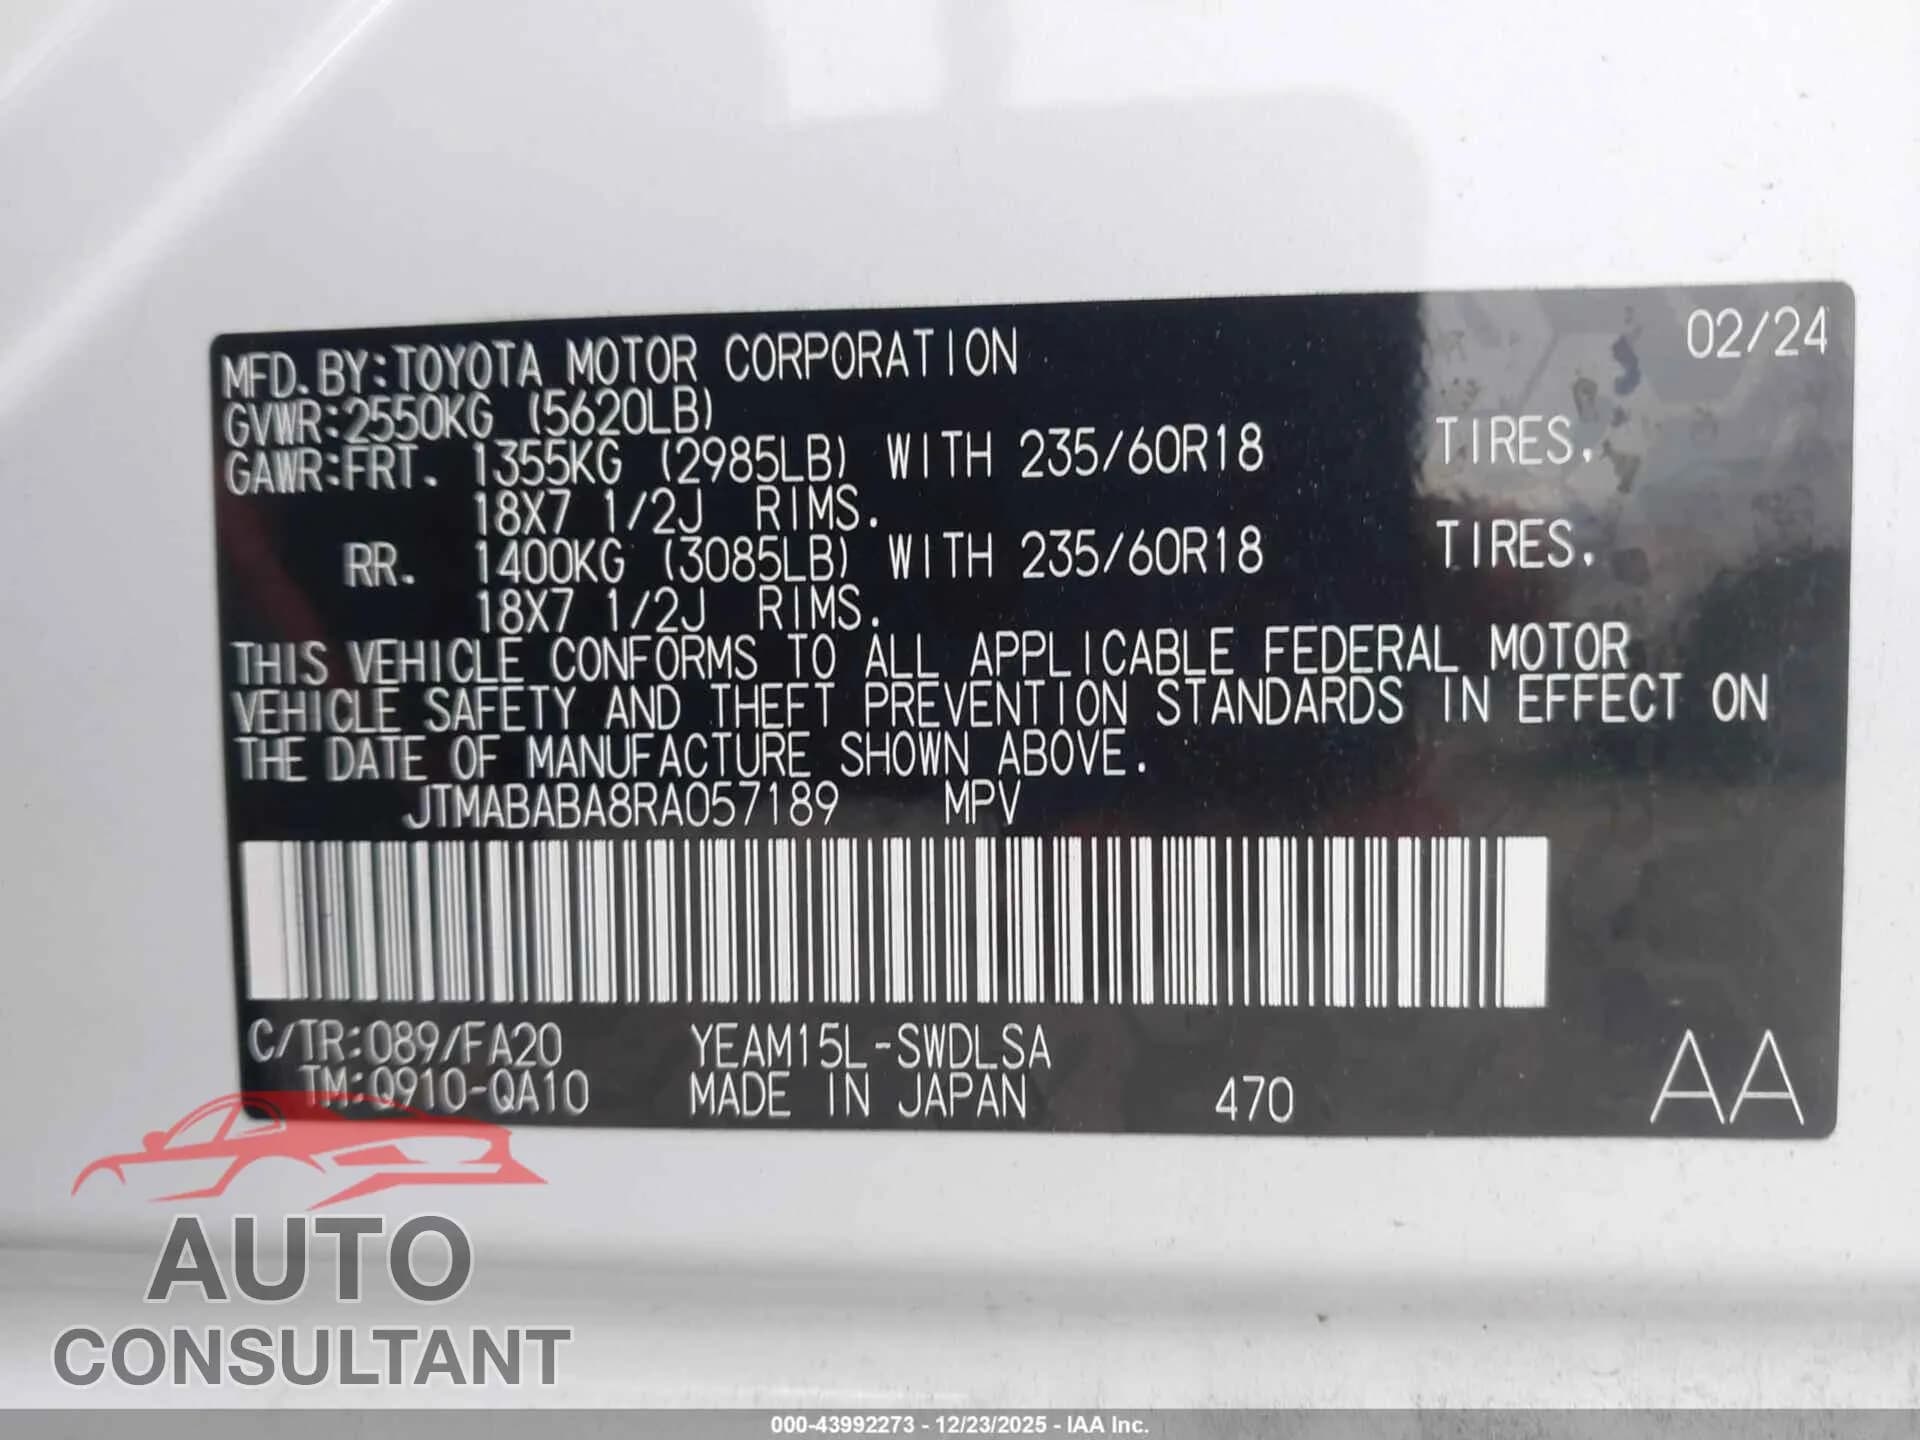 02/24
MFD. BY:TOYOTA MOTOR CORPORATION
GVWR:2550KG (5620LB)
GAWR:FRT. 1355KG (2985LB) WITH 235/60R18 TIRES.
18X7 1/2J RIMS.
RR. 1400KG (3085LB) WITH 235/60R18 TIRES.
18X7 1/2J RIMS.
THIS VEHICLE CONFORMS TO ALL APPLICABLE FEDERAL MOTOR
VEHICLE SAFETY AND THEFT PREVENTION STANDARDS IN EFFECT ON
THE DATE OF MANUFACTURE SHOWN ABOVE.
JTMABABA8RA057189 MPV
C/TR:089/FA20 YEAM15L-SWDLSA
TM:Q910-QA10 MADE IN JAPAN 470 AA
AUTO
CONSULTANT
000-43992273 - 12/23/2025 - IAA Inc.